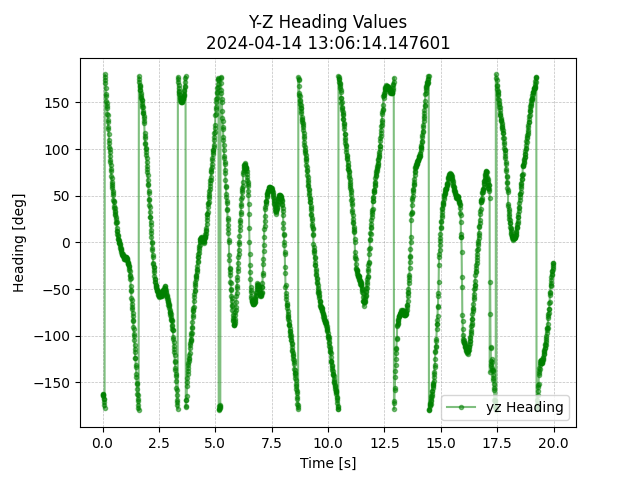 Y-Z Heading Values
2024-04-14 13:06:14.147601
Heading [deg]
150
100
50
0
−50
−100
−150
yz Heading
0.0 2.5 5.0 7.5 10.0 12.5 15.0 17.5 20.0
Time [s]